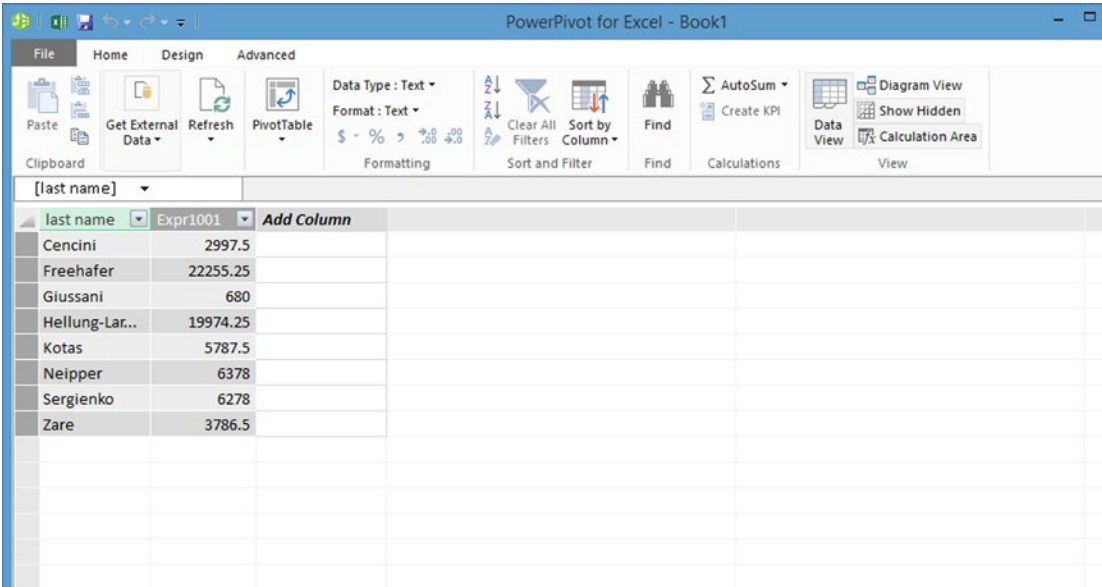 PowerPivot for Excel - Book1
File Home Design Advanced
Paste
Get External Data
Refresh
PivotTable
Data Type : Text
Format : Text
$ % , .00 .00
Clear All Filters
Sort by Column
Find
∑ AutoSum
Create KPI
Data View
Diagram View
Show Hidden
Calculation Area
Clipboard Formatting Sort and Filter Find Calculations View
[last name]
last name Expr1001 Add Column
Cencini 2997.5
Freehafer 22255.25
Giussani 680
Hellung-Lar... 19974.25
Kotas 5787.5
Neipper 6378
Sergienko 6278
Zare 3786.5